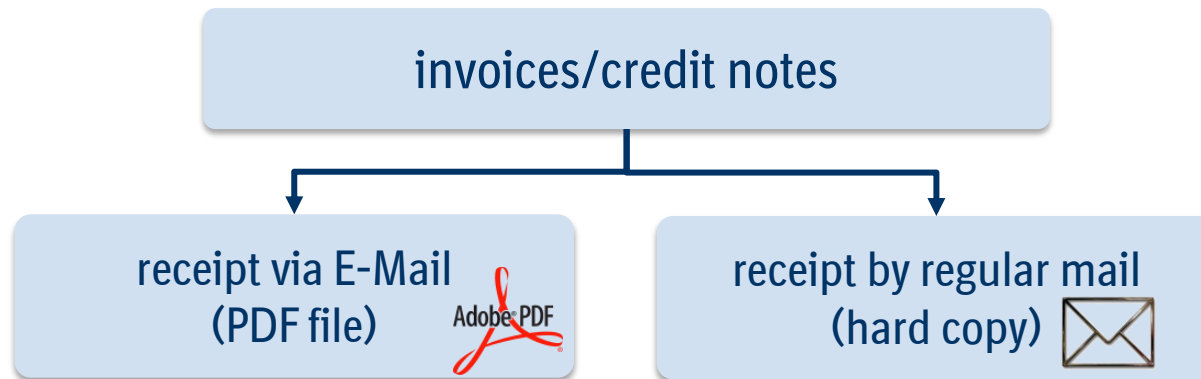 invoices/credit notes
receipt via E-Mail
(PDF file)
Adobe PDF
receipt by regular mail
(hard copy)